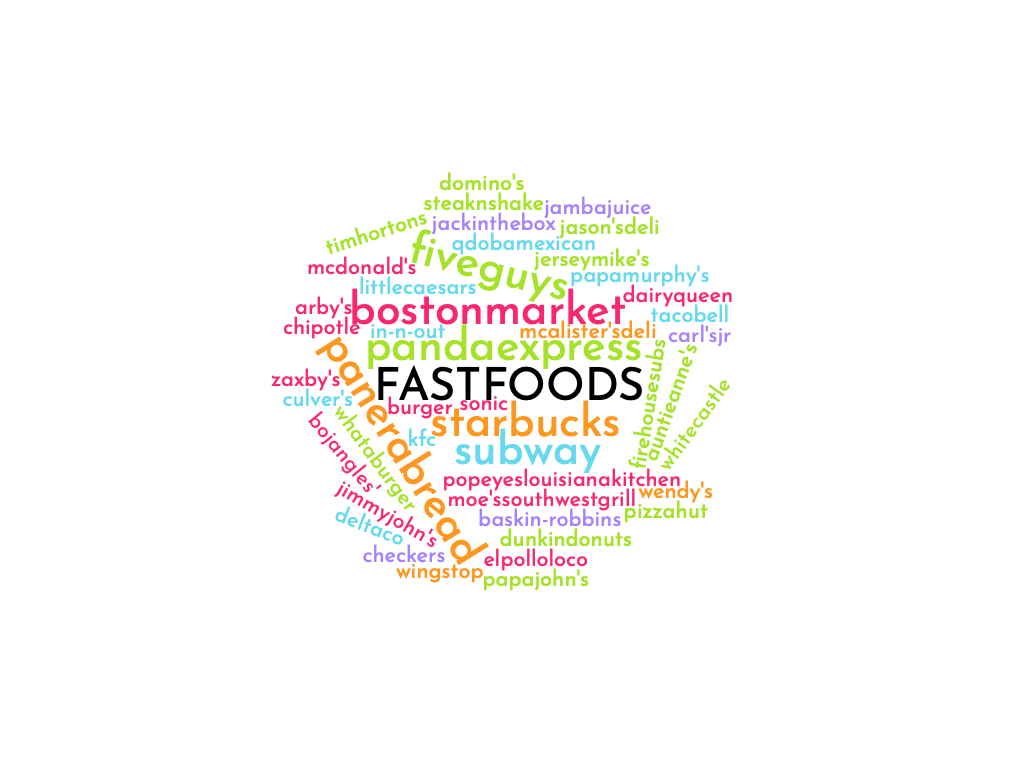 domino's
steaknshake
jambajuice
timhortons
jackinthebox
jason'sdeli
qdobamexican
fiveguys
jerseymike's
mcdonald's
papamurphy's
littlecaesars
dairyqueen
arby's
bostonmarket
tacobell
chipotle
in-n-out
mcalister'sdeli
carl'sjr
pandaexpress
panerabread
FASTFOODS
zaxby's
culver's
burger
sonic
firehousesubs
auntieanne's
whitecastle
starbucks
kfc
subway
bojangles'
whataburger
popeyeslouisianakitchen
moe'ssouthwestgrill
wendy's
jimmyjohn's
deltaco
baskin-robbins
pizzahut
dunkindonuts
checkers
elpolloloco
wingstop
papajohn's